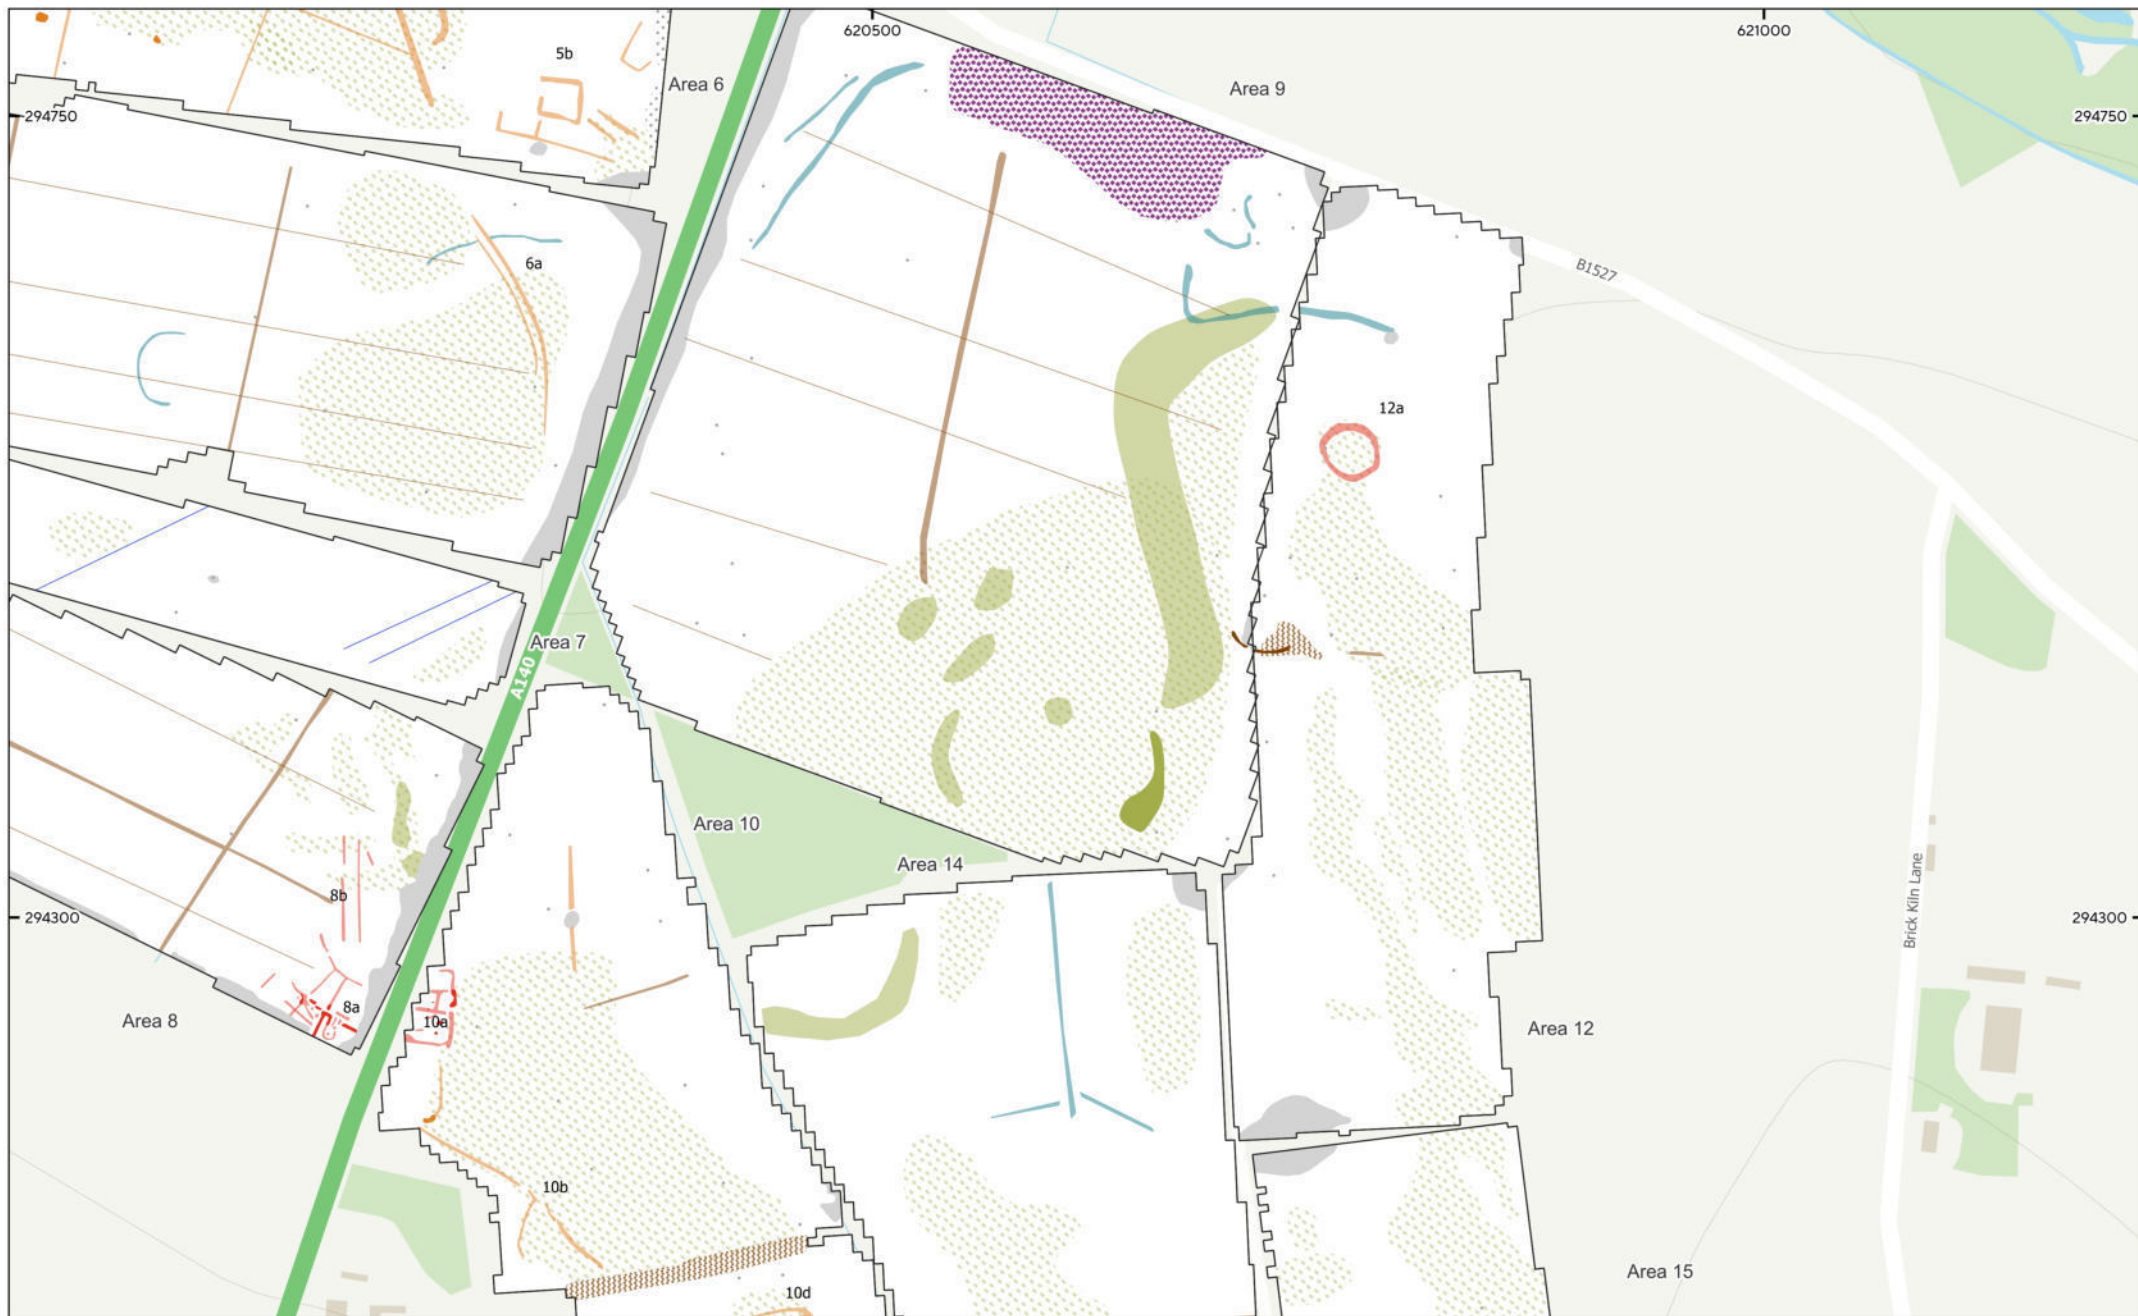 620500
621000
5b
Area 6
Area 9
294750
294750
6a
B1527
12a
Area 7
A140
Area 10
Area 14
8b
294300
294300
Brick Kiln Lane
8a
10a
Area 8
Area 12
10b
Area 15
10d